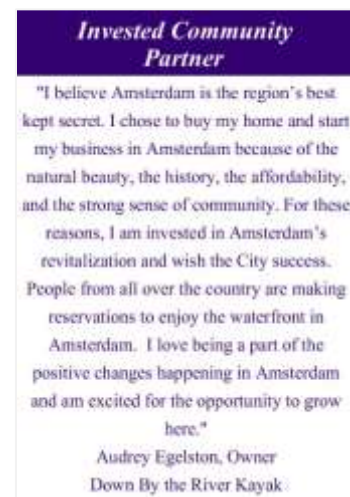 Invested Community
Partner
"I believe Amsterdam is the region's best
kept secret. I chose to buy my home and start
my business in Amsterdam because of the
natural beauty, the history, the affordability,
and the strong sense of community. For these
reasons, I am invested in Amsterdam's
revitalization and wish the City success.
People from all over the country are making
reservations to enjoy the waterfront in
Amsterdam.  I love being a part of the
positive changes happening in Amsterdam
and am excited for the opportunity to grow
here."
Audrey Egelston, Owner
Down By the River Kayak